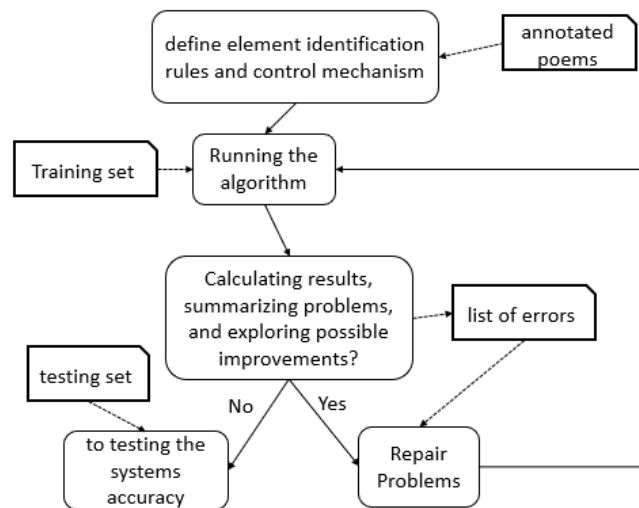 define element identification
rules and control mechanism
annotated
poems
Training set
Running the
algorithm
Calculating results,
summarizing problems,
and exploring possible
improvements?
list of errors
testing set
No
Yes
to testing the
systems
accuracy
Repair
Problems